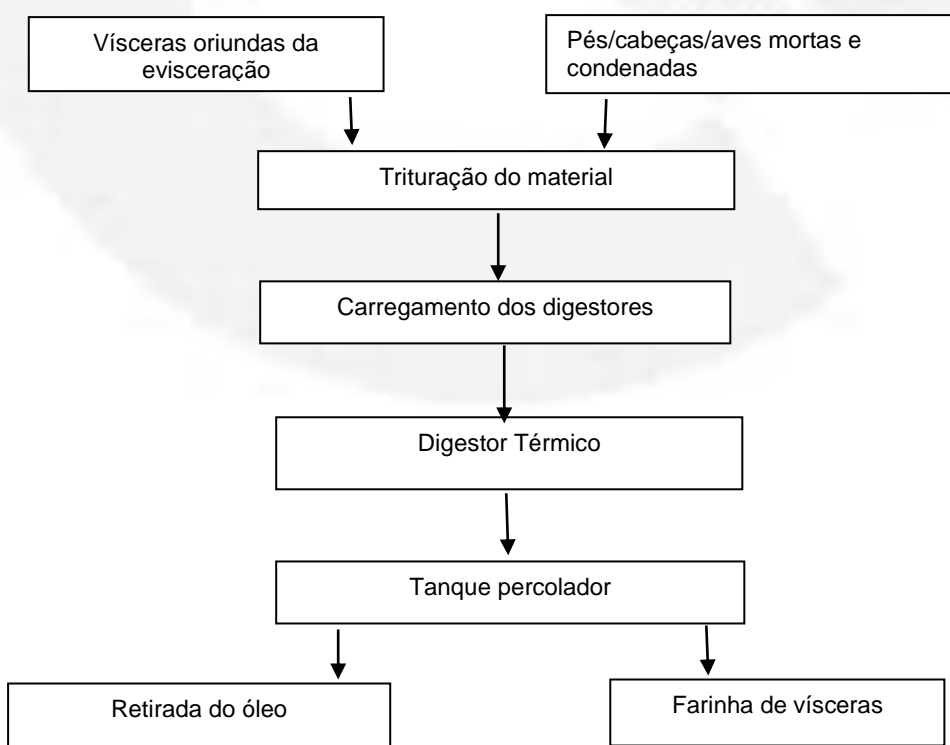 Vísceras oriundas da
evisceração
Pés/cabeças/aves mortas e
condenadas
Trituração do material
Carregamento dos digestores
Digestor Térmico
Tanque percolador
Retirada do óleo
Farinha de vísceras